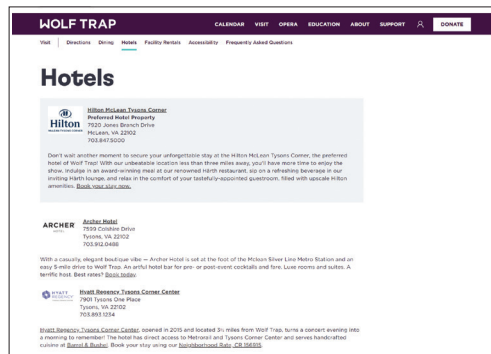 WOLF TRAP
CALENDAR VISIT OPERA EDUCATION ABOUT SUPPORT DONATE
Visit Directions Dining Hotels Facility Rentals Accessibility Frequently Asked Questions
Hotels
Hilton
Hilton McLean Tysons Corner
Preferred Hotel Property
7920 Jones Branch Drive
McLean, VA 22102
703.847.5000
Don't wait another moment to secure your unforgettable stay at the Hilton McLean Tysons Corner, the preferred
hotel of Wolf Trap! With our unbeatable location less than three miles away, you'll have more time to enjoy the
show. Indulge in an award-winning meal at our renowned Härth restaurant, sip on a refreshing beverage in our
inviting Härth lounge, and relax in the comfort of your tastefully-appointed guestroom, filled with upscale Hilton
amenities. Book your stay now.
ARCHER
HOTEL
Archer Hotel
7599 Colshire Drive
Tysons, VA 22102
703.912.0486
With a casually, elegant boutique vibe — Archer Hotel is set at the foot of the Mclean Silver Line Metro Station and an
easy 5-mile drive to Wolf Trap. An artful hotel bar for pre- or post-event cocktails and fare. Luxe rooms and suites. A
terrific host. Best rates? Book today.
HYATT
REGENCY
Hyatt Regency Tysons Corner Center
7901 Tysons One Place
Tysons, VA 22102
703.893.1234
Hyatt Regency Tysons Corner Center, opened in 2015 and located 3½ miles from Wolf Trap, turns a concert evening into
a morning to remember! The hotel has direct access to Metrorail and Tysons Corner Center and serves handcrafted
cuisine at Barrel & Bushel. Book your stay using our Neighborhood Rate, CR 156915.